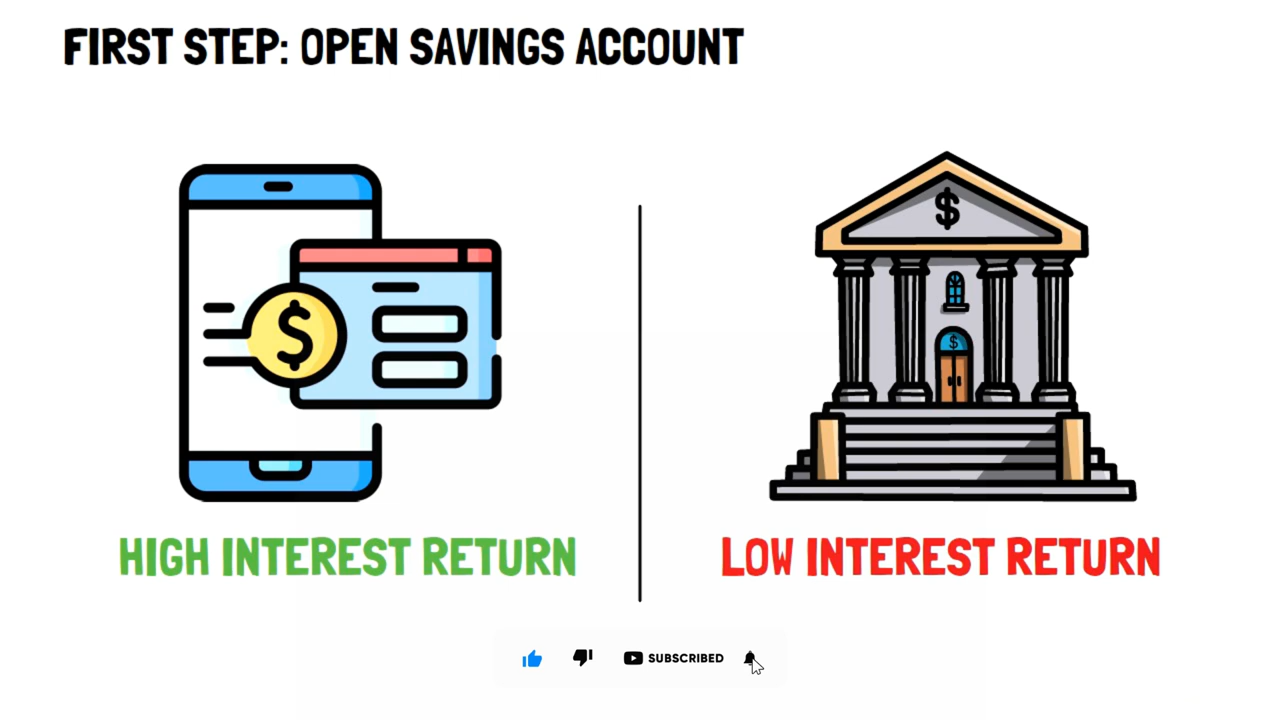 FIRST STEP: OPEN SAVINGS ACCOUNT
$
$
$
HIGH INTEREST RETURN
LOW INTEREST RETURN
SUBSCRIBED